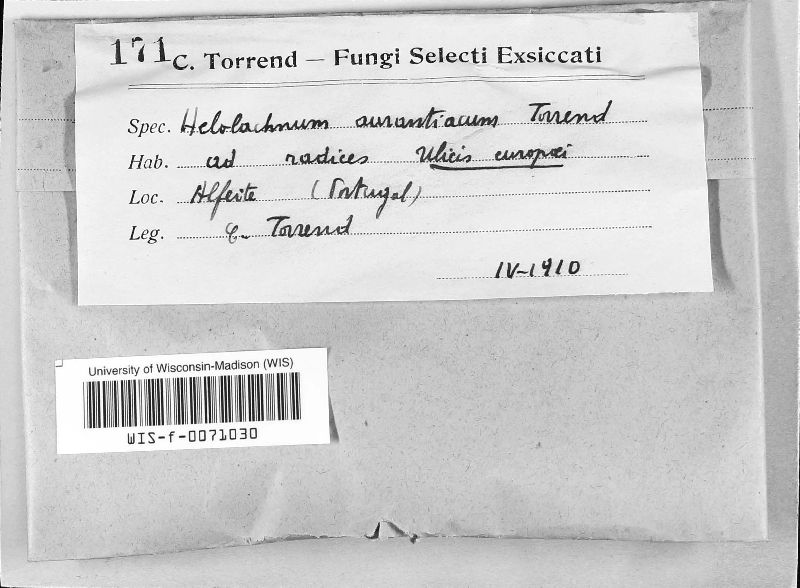 171 C. Torrend — Fungi Selecti Exsiccati
Spec. Helolachnum aurantiacum Torrend
Hab. ad radices Ulicis europæi
Loc. Alfeite (Portugal)
Leg. C. Torrend
IV-1910
University of Wisconsin-Madison (WIS)
WIS-f-0071030